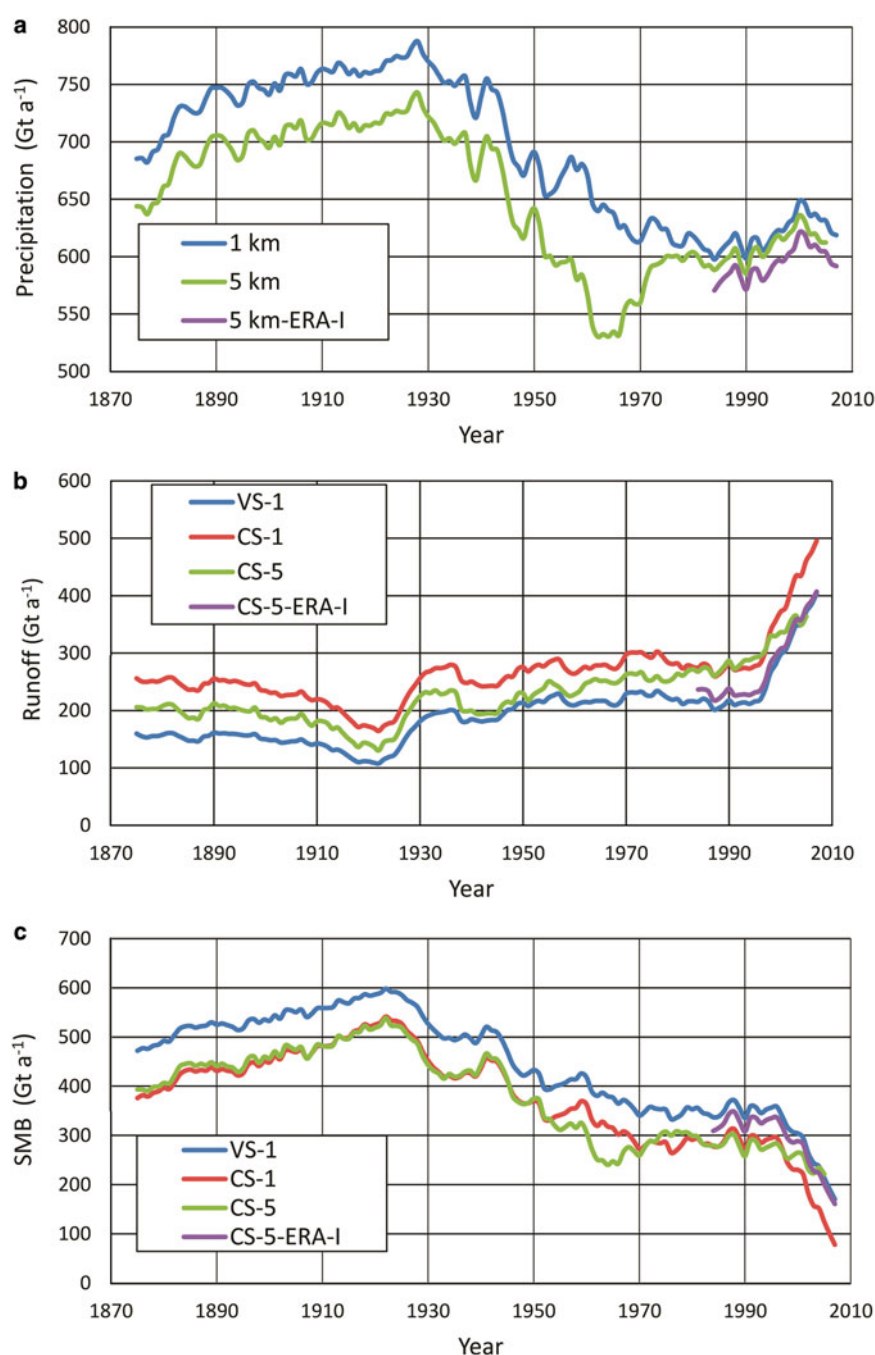 a
800
750
700
650
600
550
500
Precipitation (Gt a⁻¹)
1 km
5 km
5 km-ERA-I
1870 1890 1910 1930 1950 1970 1990 2010
Year
b
600
500
400
300
200
100
0
Runoff (Gt a⁻¹)
VS-1
CS-1
CS-5
CS-5-ERA-I
1870 1890 1910 1930 1950 1970 1990 2010
Year
c
700
600
500
400
300
200
100
0
SMB (Gt a⁻¹)
VS-1
CS-1
CS-5
CS-5-ERA-I
1870 1890 1910 1930 1950 1970 1990 2010
Year